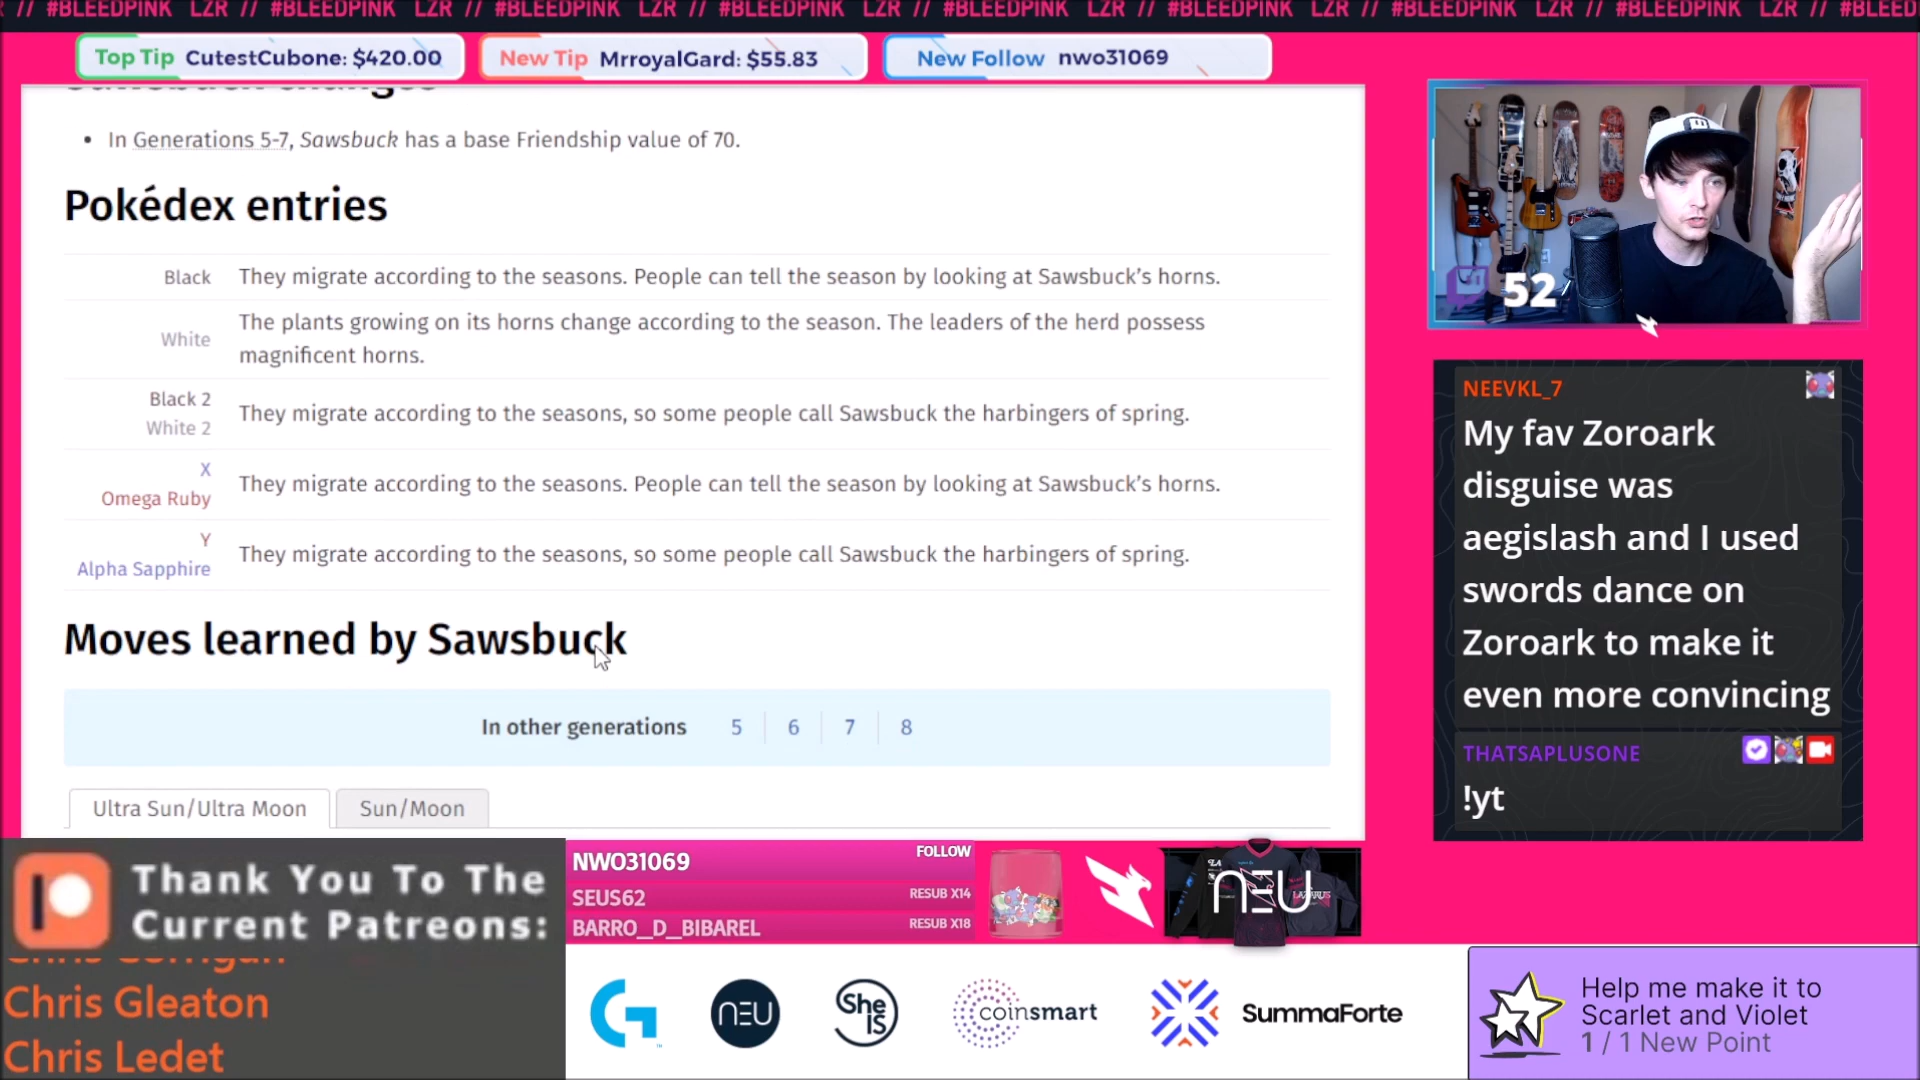 // #BLEEDPINK LZR // #BLEEDPINK LZR // #BLEEDPINK LZR // #BLEEDPINK LZR // #BLEEDPINK LZR // #BLEEDPINK LZR // #BLEEDPINK LZR // #BLEEDPINK LZR // #BLEED
Top Tip CutestCubone: $420.00
New Tip MrroyalGard: $55.83
New Follow nwo31069
Sawsbuck changes
• In Generations 5-7, Sawsbuck has a base Friendship value of 70.
Pokédex entries
Black They migrate according to the seasons. People can tell the season by looking at Sawsbuck’s horns.
White The plants growing on its horns change according to the season. The leaders of the herd possess
magnificent horns.
Black 2
White 2
They migrate according to the seasons, so some people call Sawsbuck the harbingers of spring.
X
Omega Ruby
They migrate according to the seasons. People can tell the season by looking at Sawsbuck’s horns.
Y
Alpha Sapphire
They migrate according to the seasons, so some people call Sawsbuck the harbingers of spring.
Moves learned by Sawsbuck
In other generations 5 6 7 8
Ultra Sun/Ultra Moon Sun/Moon
52
NEEVKL_7
My fav Zoroark
disguise was
aegislash and I used
swords dance on
Zoroark to make it
even more convincing
THATSAPLUSONE
!yt
Thank You To The
Current Patreons:
Chris Corrigan
Chris Gleaton
Chris Ledet
NWO31069 FOLLOW
SEUS62 RESUB X14
BARRO__D__BIBAREL RESUB X18
NEU
NEU
She
IS
coinsmart
SummaForte
Help me make it to
Scarlet and Violet
1 / 1 New Point